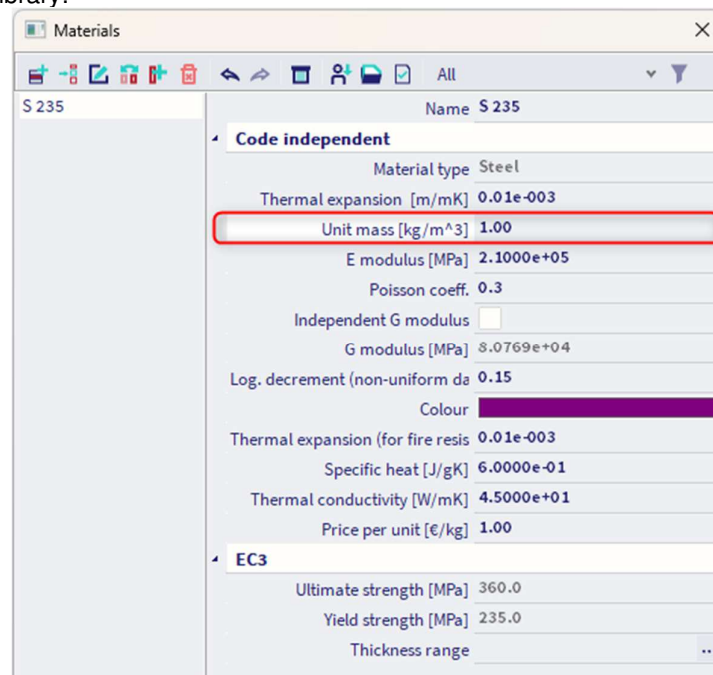 library.
Materials
All
S 235
Name S 235
Code independent
Material type Steel
Thermal expansion [m/mK] 0.01e-003
Unit mass [kg/m^3] 1.00
E modulus [MPa] 2.1000e+05
Poisson coeff. 0.3
Independent G modulus
G modulus [MPa] 8.0769e+04
Log. decrement (non-uniform da 0.15
Colour
Thermal expansion (for fire resis 0.01e-003
Specific heat [J/gK] 6.0000e-01
Thermal conductivity [W/mK] 4.5000e+01
Price per unit [€/kg] 1.00
EC3
Ultimate strength [MPa] 360.0
Yield strength [MPa] 235.0
Thickness range